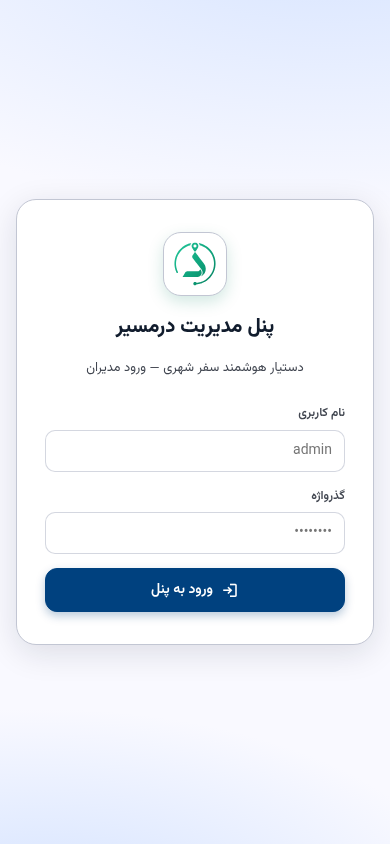 پنل مدیریت درمسیر
دستیار هوشمند سفر شهری — ورود مدیران
نام کاربری
admin
گذرواژه
••••••••
ورود به پنل